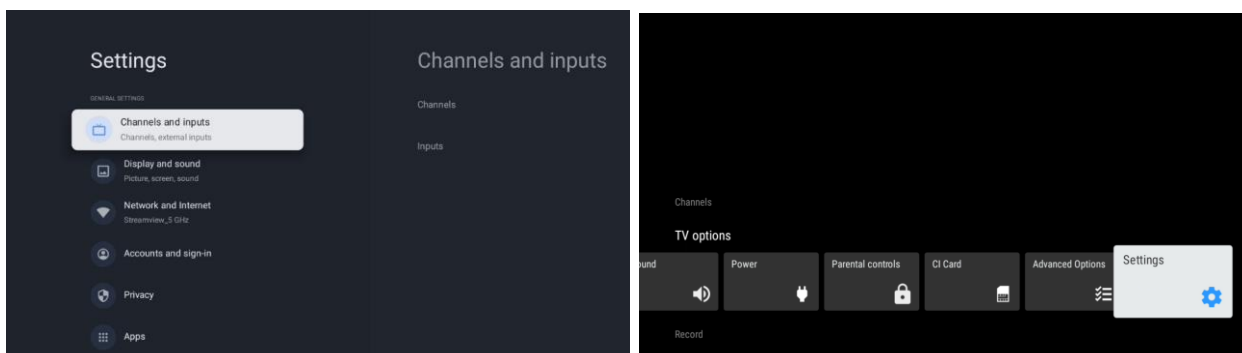 Settings
GENERAL SETTINGS
Channels and inputs
Channels, external inputs
Display and sound
Picture, screen, sound
Network and Internet
Streamview_5 GHz
Accounts and sign-in
Privacy
Apps
Channels and inputs
Channels
Inputs
Channels
TV options
ound
Power
Parental controls
CI Card
Advanced Options
Settings
Record